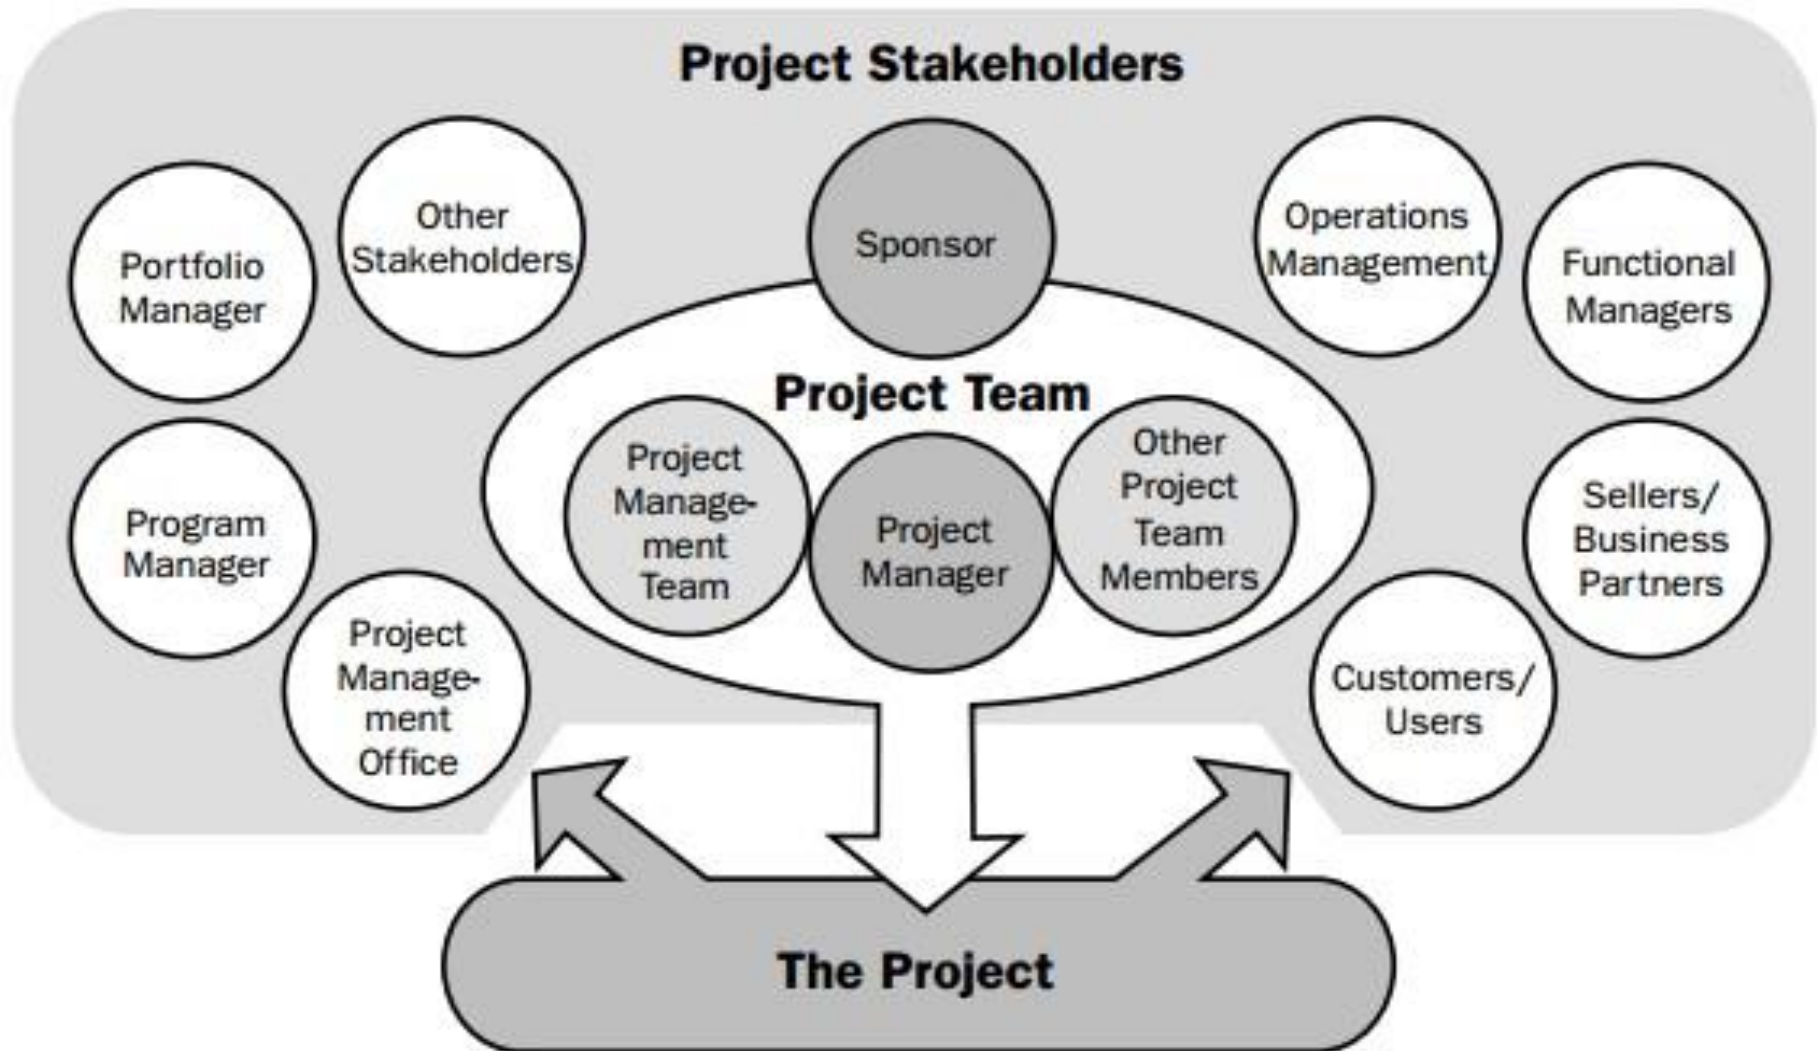 Project Stakeholders
Portfolio
Manager
Other
Stakeholders
Sponsor
Operations
Management
Functional
Managers
Project Team
Project
Manage-
ment
Team
Project
Manager
Other
Project
Team
Members
Program
Manager
Project
Manage-
ment
Office
Sellers/
Business
Partners
Customers/
Users
The Project